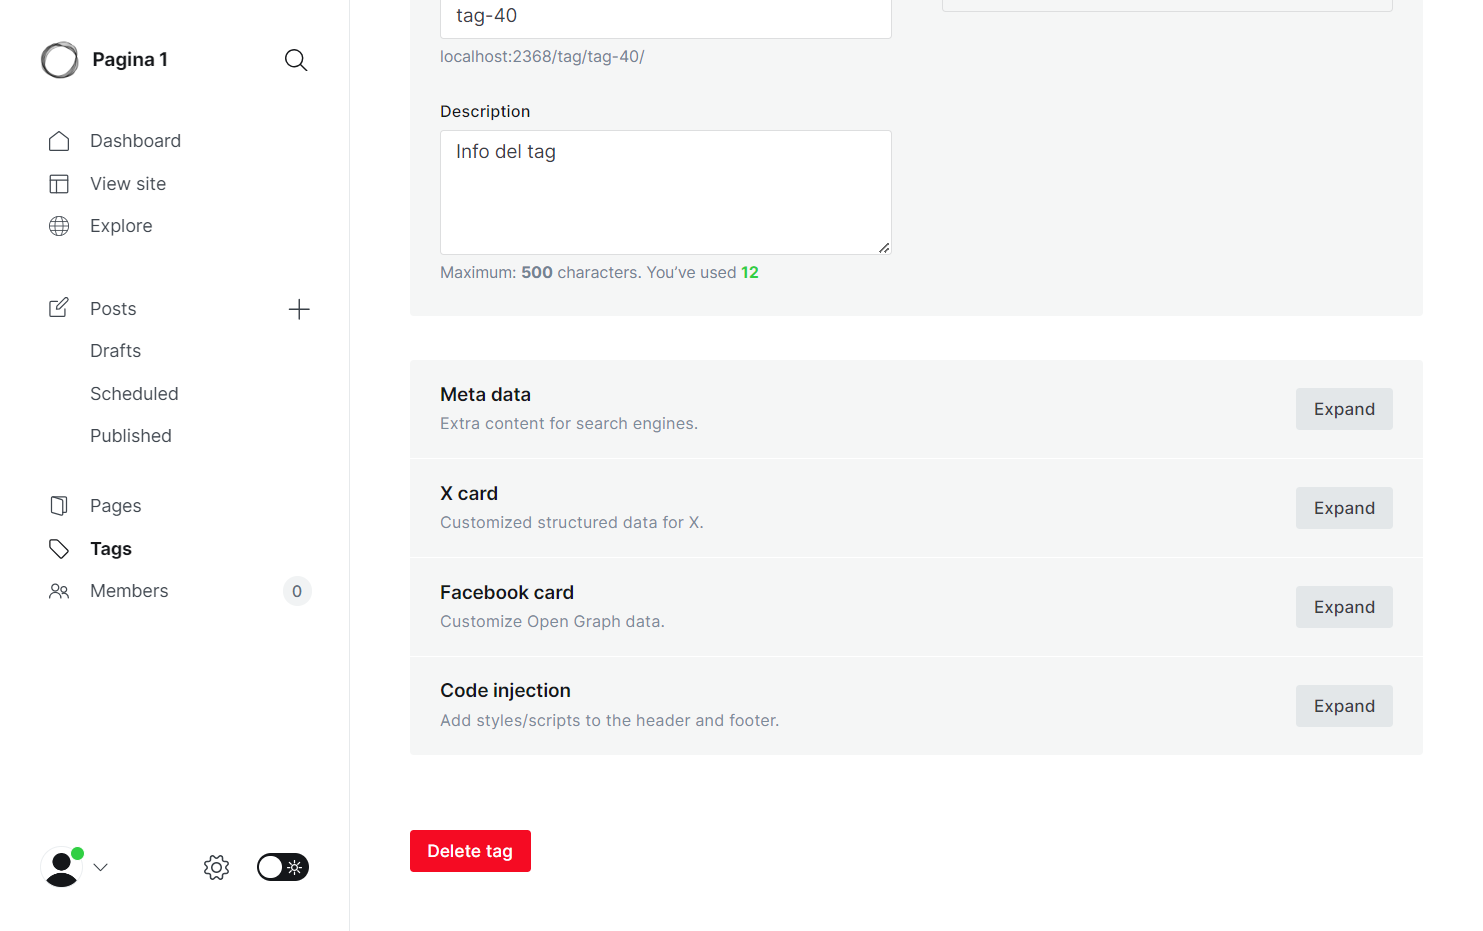 Pagina 1
Dashboard
View site
Explore
Posts
Drafts
Scheduled
Published
Pages
Tags
Members
0
tag-40
localhost:2368/tag/tag-40/
Description
Info del tag
Maximum: 500 characters. You’ve used 12
Meta data
Extra content for search engines.
Expand
X card
Customized structured data for X.
Expand
Facebook card
Customize Open Graph data.
Expand
Code injection
Add styles/scripts to the header and footer.
Expand
Delete tag